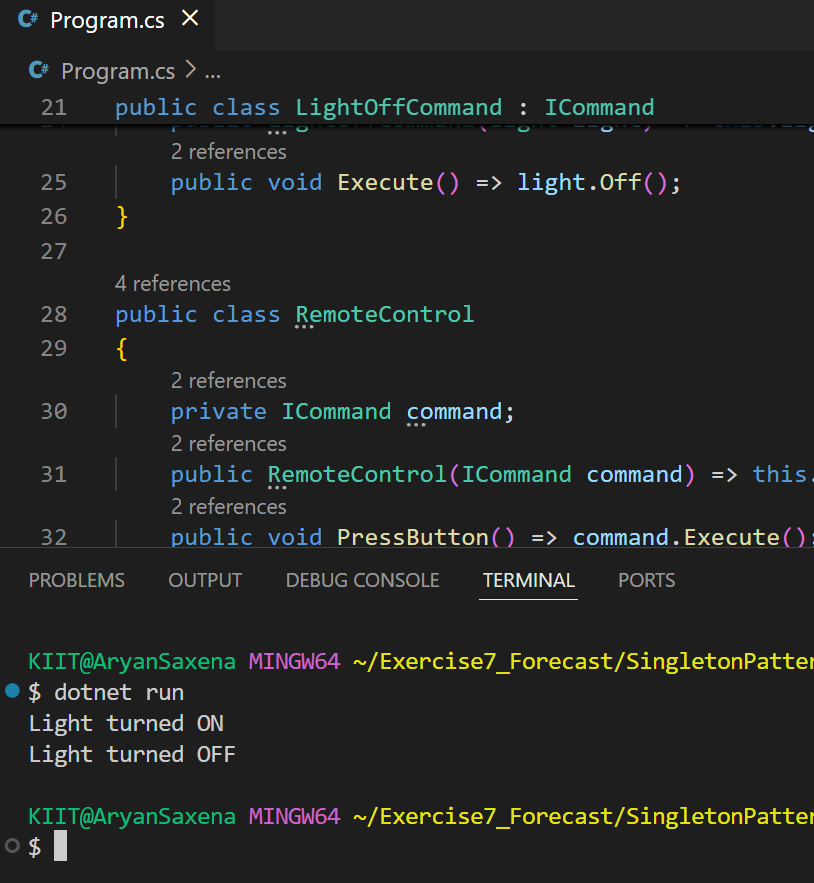 C# Program.cs ×
C# Program.cs > ...
21 public class LightOffCommand : ICommand
2 references
25 public void Execute() => light.Off();
26 }
27
4 references
28 public class RemoteControl
29 {
2 references
30 private ICommand command;
2 references
31 public RemoteControl(ICommand command) => this.
2 references
32 public void PressButton() => command.Execute();
PROBLEMS OUTPUT DEBUG CONSOLE TERMINAL PORTS
KIIT@AryanSaxena MINGW64 ~/Exercise7_Forecast/SingletonPatter
$ dotnet run
Light turned ON
Light turned OFF
KIIT@AryanSaxena MINGW64 ~/Exercise7_Forecast/SingletonPatter
$